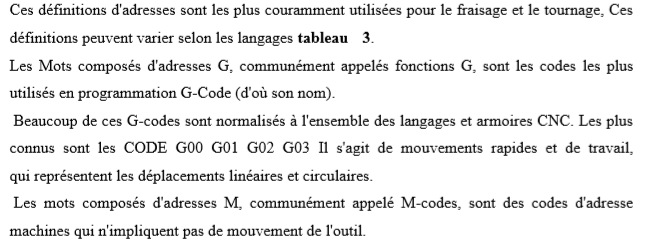 Ces définitions d'adresses sont les plus couramment utilisées pour le fraisage et le tournage, Ces
définitions peuvent varier selon les langages tableau 3.
Les Mots composés d'adresses G, communément appelés fonctions G, sont les codes les plus
utilisés en programmation G-Code (d'où son nom).
Beaucoup de ces G-codes sont normalisés à l'ensemble des langages et armoires CNC. Les plus
connus sont les CODE G00 G01 G02 G03 Il s'agit de mouvements rapides et de travail,
qui représentent les déplacements linéaires et circulaires.
Les mots composés d'adresses M, communément appelé M-codes, sont des codes d'adresse
machines qui n'impliquent pas de mouvement de l'outil.